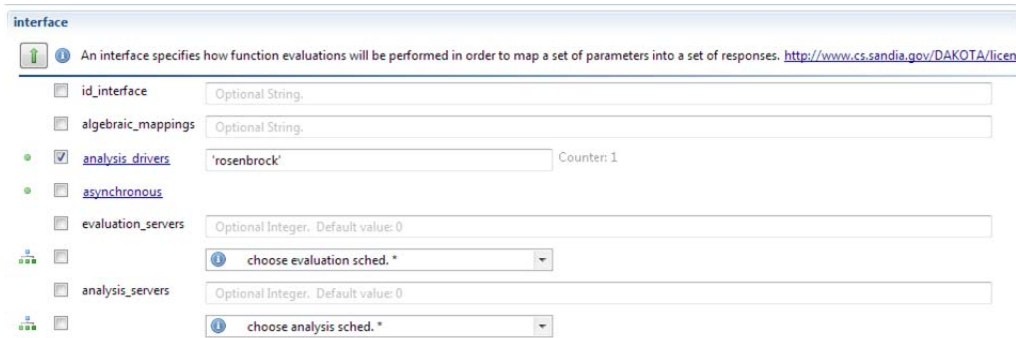 interface
An interface specifies how function evaluations will be performed in order to map a set of parameters into a set of responses. http://www.cs.sandia.gov/DAKOTA/licen
id_interface Optional String.
algebraic_mappings Optional String.
analysis_drivers 'rosenbrock' Counter: 1
asynchronous
evaluation_servers Optional Integer. Default value: 0
choose evaluation sched. *
analysis_servers Optional Integer. Default value: 0
choose analysis sched. *